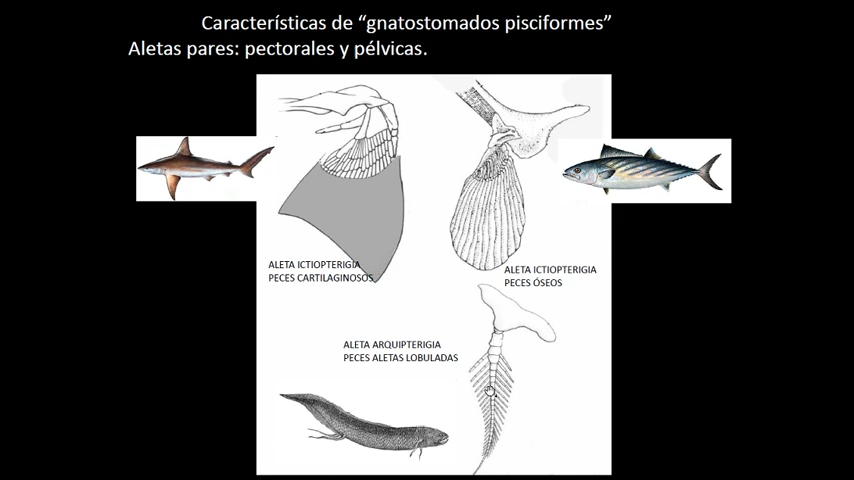 Características de “gnatostomados pisciformes”
Aletas pares: pectorales y pélvicas.
ALETA ICTIOPTERIGIA
PECES CARTILAGINOSOS
ALETA ICTIOPTERIGIA
PECES ÓSEOS
ALETA ARQUIPTERIGIA
PECES ALETAS LOBULADAS